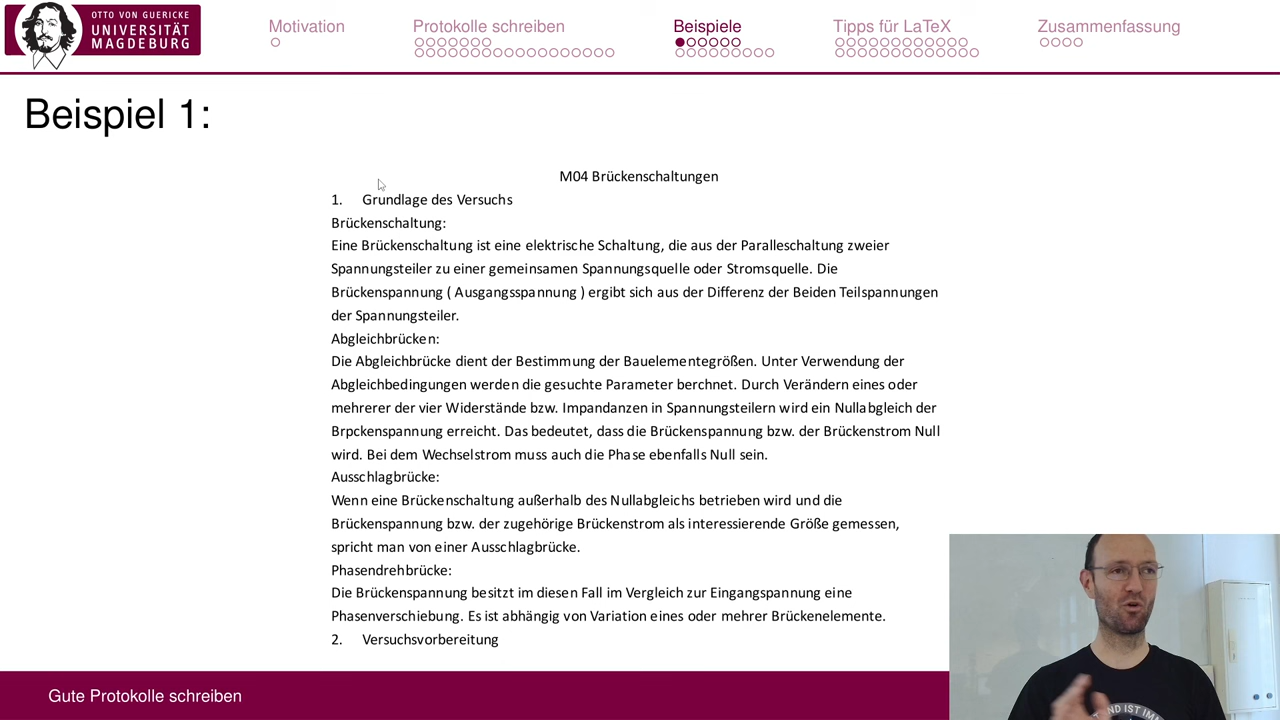 OTTO VON GUERICKE
UNIVERSITÄT
MAGDEBURG
Motivation
Protokolle schreiben
Beispiele
Tipps für LaTeX
Zusammenfassung
Beispiel 1:
M04 Brückenschaltungen
1. Grundlage des Versuchs
Brückenschaltung:
Eine Brückenschaltung ist eine elektrische Schaltung, die aus der Paralleschaltung zweier
Spannungsteiler zu einer gemeinsamen Spannungsquelle oder Stromsquelle. Die
Brückenspannung ( Ausgangsspannung ) ergibt sich aus der Differenz der Beiden Teilspannungen
der Spannungsteiler.
Abgleichbrücken:
Die Abgleichbrücke dient der Bestimmung der Bauelementegrößen. Unter Verwendung der
Abgleichbedingungen werden die gesuchte Parameter berchnet. Durch Verändern eines oder
mehrerer der vier Widerstände bzw. Impandanzen in Spannungsteilern wird ein Nullabgleich der
Brpckenspannung erreicht. Das bedeutet, dass die Brückenspannung bzw. der Brückenstrom Null
wird. Bei dem Wechselstrom muss auch die Phase ebenfalls Null sein.
Ausschlagbrücke:
Wenn eine Brückenschaltung außerhalb des Nullabgleichs betrieben wird und die
Brückenspannung bzw. der zugehörige Brückenstrom als interessierende Größe gemessen,
spricht man von einer Ausschlagbrücke.
Phasendrehbrücke:
Die Brückenspannung besitzt im diesen Fall im Vergleich zur Eingangspannung eine
Phasenverschiebung. Es ist abhängig von Variation eines oder mehrer Brückenelemente.
2. Versuchsvorbereitung
Gute Protokolle schreiben